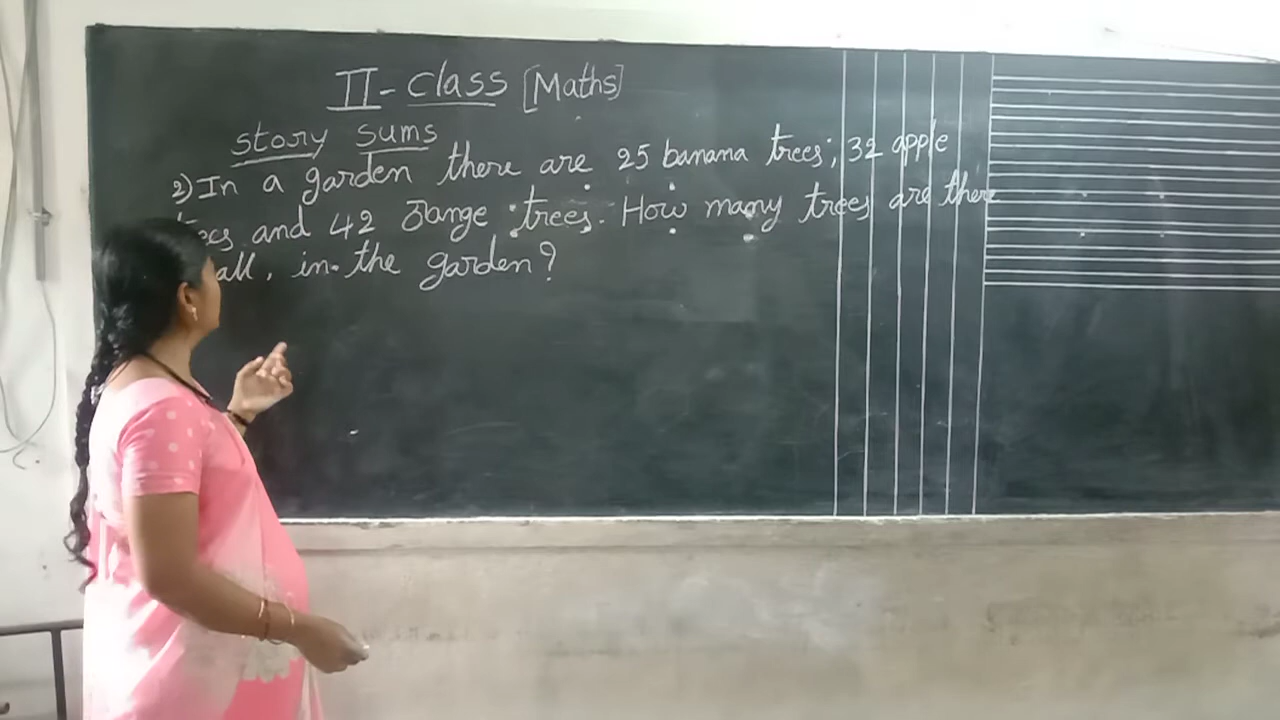 II - Class [Maths]
story sums
2) In a garden there are 25 banana trees, 32 apple
trees and 42 orange trees. How many trees are there
all, in the garden?